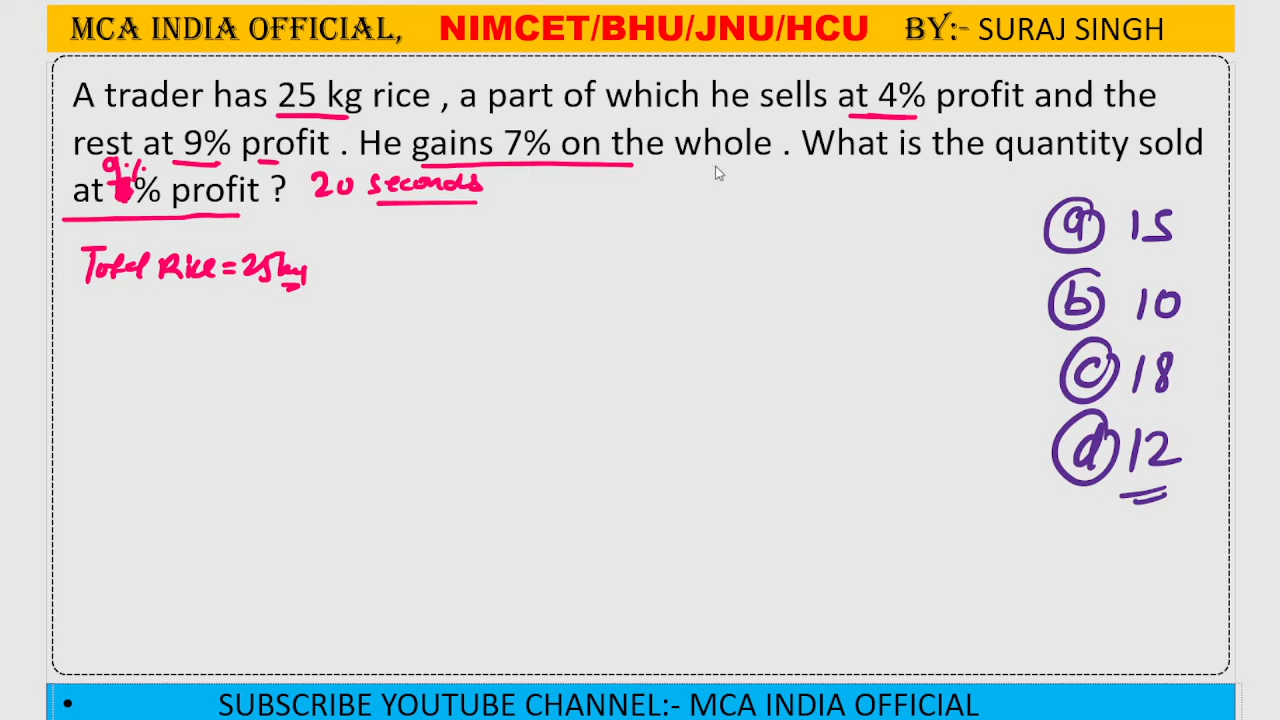 MCA INDIA OFFICIAL, NIMCET/BHU/JNU/HCU BY:- SURAJ SINGH
A trader has 25 kg rice , a part of which he sells at 4% profit and the
rest at 9% profit . He gains 7% on the whole . What is the quantity sold
9%
at % profit ? 20 seconds
Total Rice = 25kg
a 15
b 10
c 18
d 12
• SUBSCRIBE YOUTUBE CHANNEL:- MCA INDIA OFFICIAL